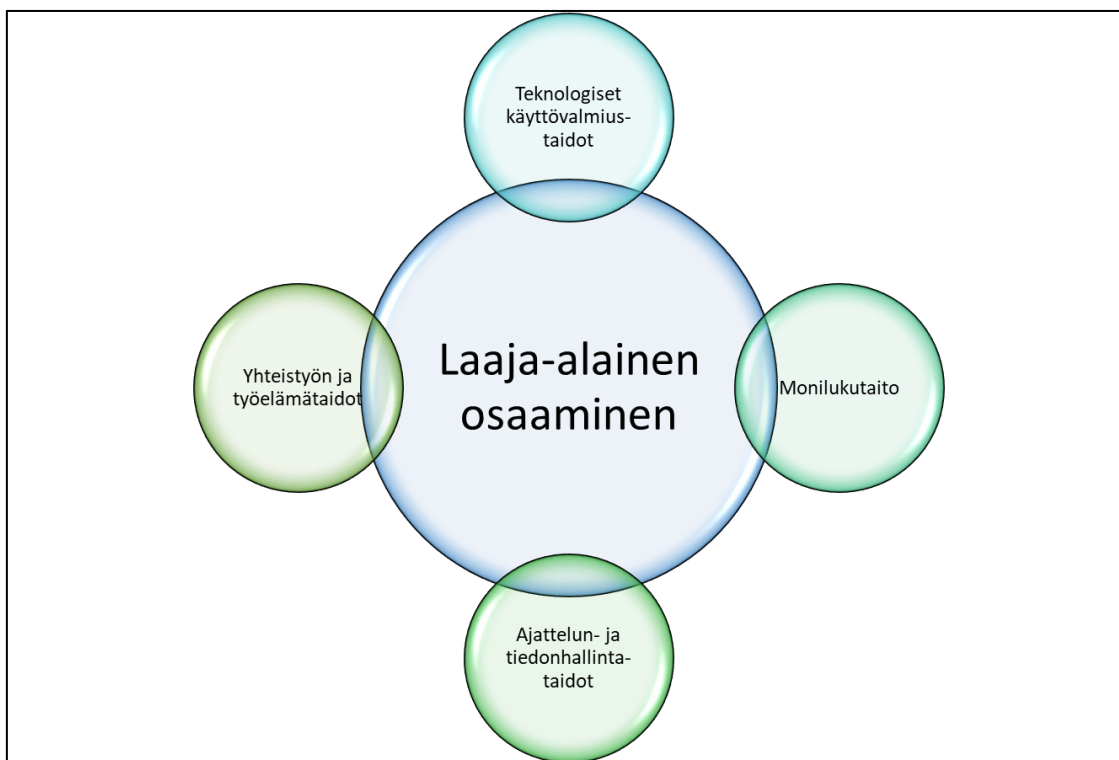 Teknologiset
käyttövalmius-
taidot
Laaja-alainen
osaaminen
Yhteistyön ja
työelämätaidot
Monilukutaito
Ajattelun- ja
tiedonhallinta-
taidot